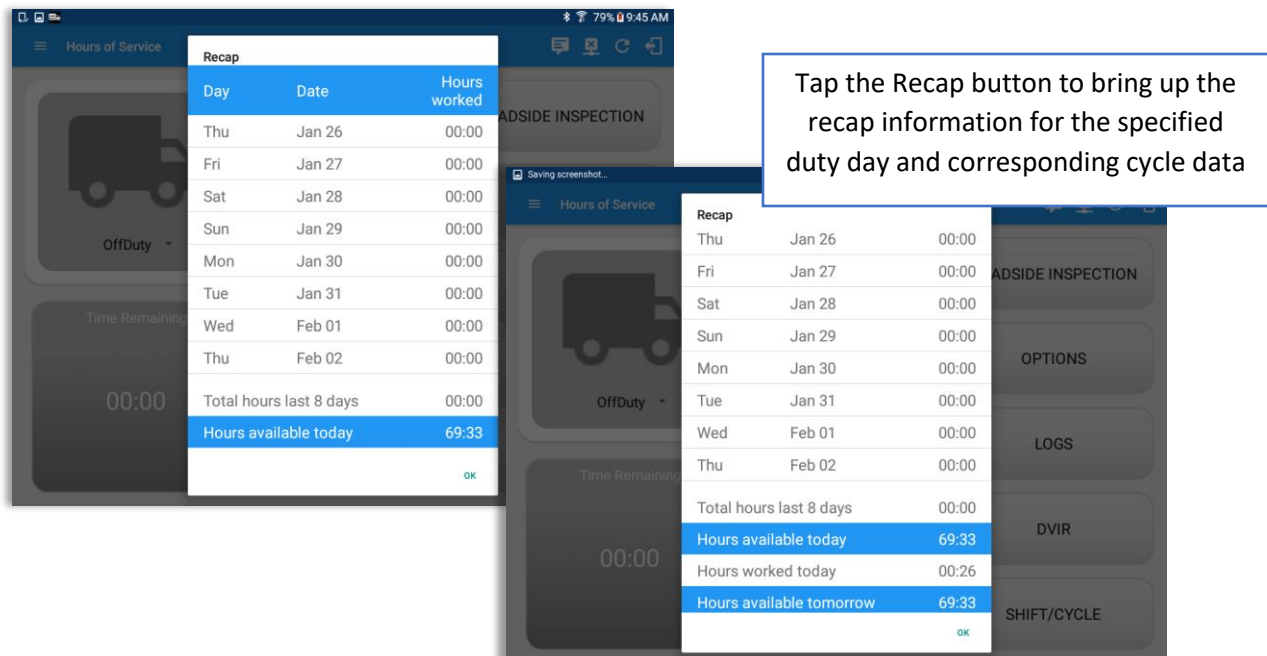 79% 9:45 AM
Hours of Service
Recap
Day Date Hours worked
Thu Jan 26 00:00
Fri Jan 27 00:00
Sat Jan 28 00:00
Sun Jan 29 00:00
Mon Jan 30 00:00
Tue Jan 31 00:00
Wed Feb 01 00:00
Thu Feb 02 00:00
Total hours last 8 days 00:00
Hours available today 69:33
OK
OffDuty
Time Remaining
00:00
ADSIDE INSPECTION
Tap the Recap button to bring up the
recap information for the specified
duty day and corresponding cycle data
Saving screenshot...
Hours of Service
Recap
Thu Jan 26 00:00
Fri Jan 27 00:00
Sat Jan 28 00:00
Sun Jan 29 00:00
Mon Jan 30 00:00
Tue Jan 31 00:00
Wed Feb 01 00:00
Thu Feb 02 00:00
Total hours last 8 days 00:00
Hours available today 69:33
Hours worked today 00:26
Hours available tomorrow 69:33
OK
OffDuty
Time Remaining
00:00
ADSIDE INSPECTION
OPTIONS
LOGS
DVIR
SHIFT/CYCLE